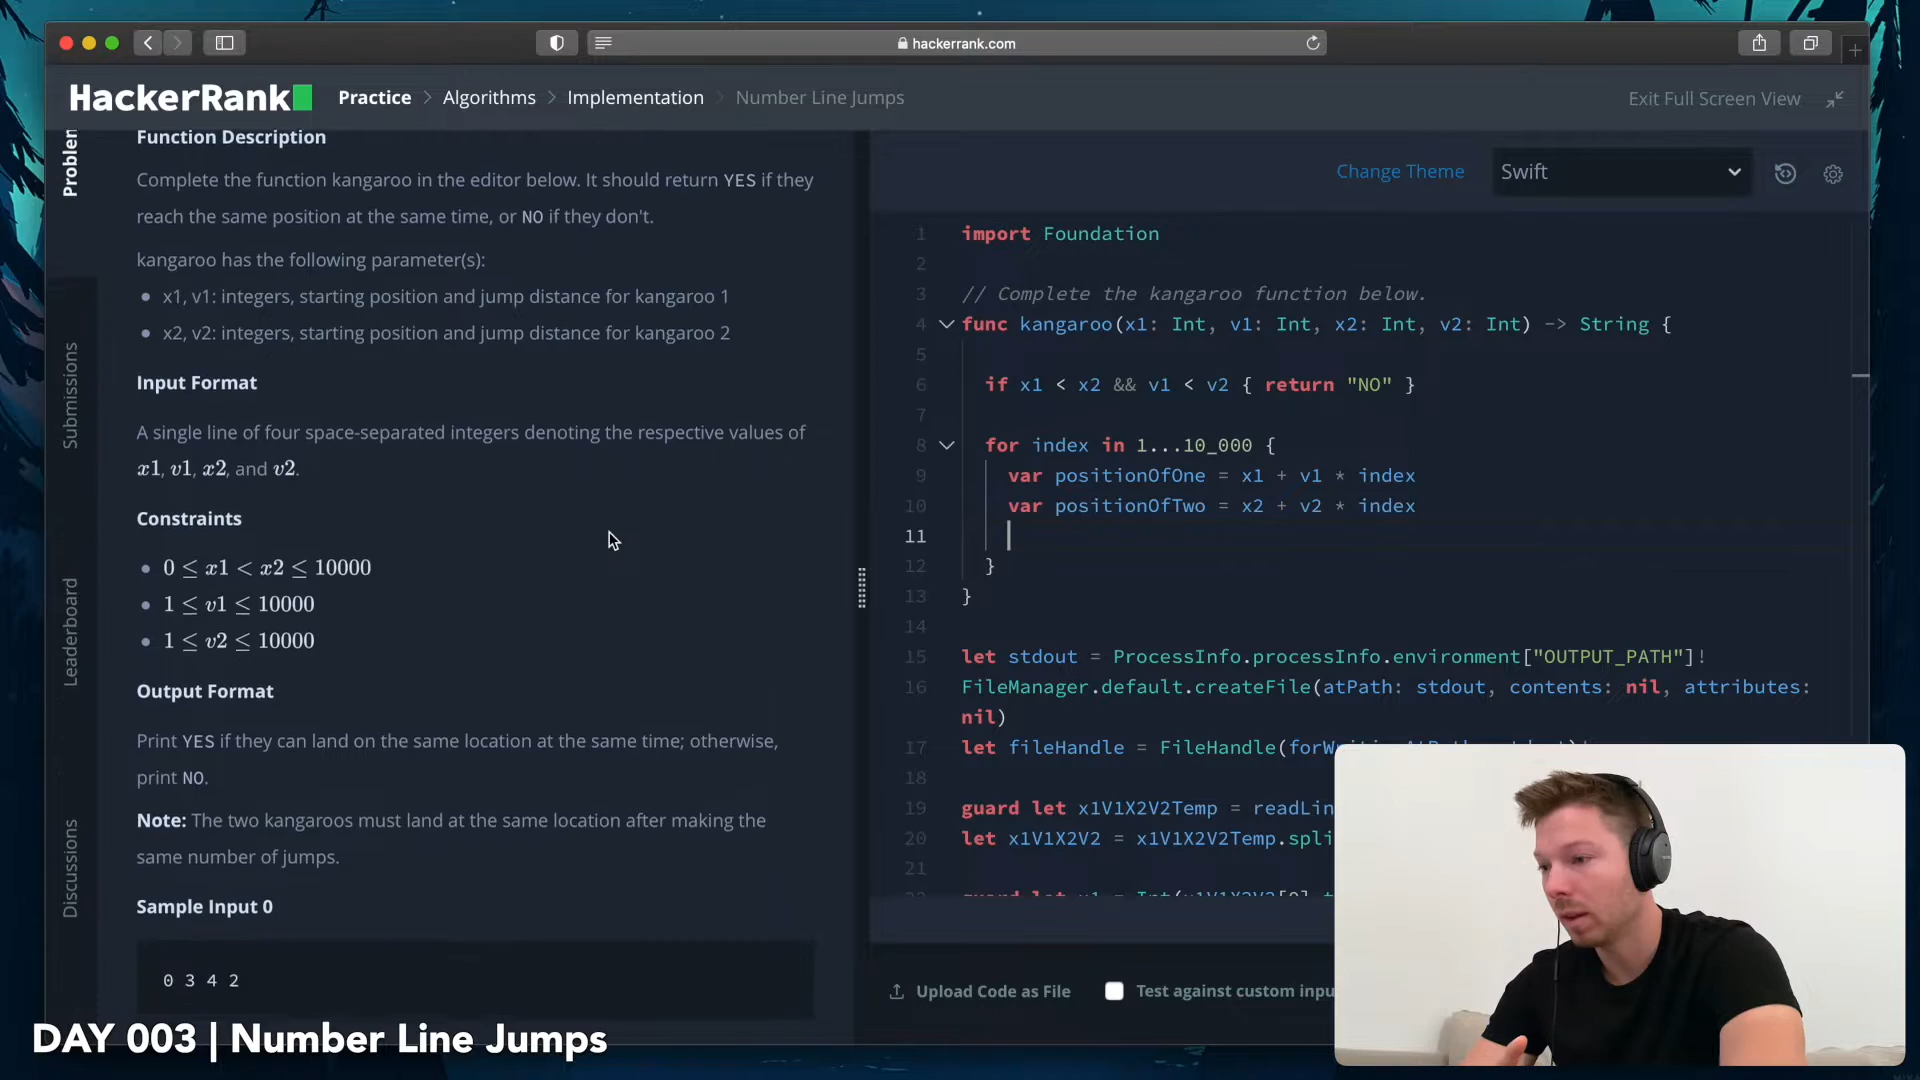 hackerrank.com
HackerRank
Practice > Algorithms > Implementation > Number Line Jumps
Exit Full Screen View
Problem
Submissions
Leaderboard
Discussions
Function Description
Complete the function kangaroo in the editor below. It should return YES if they
reach the same position at the same time, or NO if they don't.
kangaroo has the following parameter(s):
• x1, v1: integers, starting position and jump distance for kangaroo 1
• x2, v2: integers, starting position and jump distance for kangaroo 2
Input Format
A single line of four space-separated integers denoting the respective values of
x1, v1, x2, and v2.
Constraints
• 0 ≤ x1 < x2 ≤ 10000
• 1 ≤ v1 ≤ 10000
• 1 ≤ v2 ≤ 10000
Output Format
Print YES if they can land on the same location at the same time; otherwise,
print NO.
Note: The two kangaroos must land at the same location after making the
same number of jumps.
Sample Input 0
0 3 4 2
Change Theme
Swift
1 import Foundation
2
3 // Complete the kangaroo function below.
4 func kangaroo(x1: Int, v1: Int, x2: Int, v2: Int) -> String {
5
6 if x1 < x2 && v1 < v2 { return "NO" }
7
8 for index in 1...10_000 {
9 var positionOfOne = x1 + v1 * index
10 var positionOfTwo = x2 + v2 * index
11
12 }
13 }
14
15 let stdout = ProcessInfo.processInfo.environment["OUTPUT_PATH"]!
16 FileManager.default.createFile(atPath: stdout, contents: nil, attributes:
nil)
17 let fileHandle = FileHandle(
18
19 guard let x1V1X2V2Temp = readLin
20 let x1V1X2V2 = x1V1X2V2Temp.spli
21
Upload Code as File
Test against custom inpu
DAY 003 | Number Line Jumps